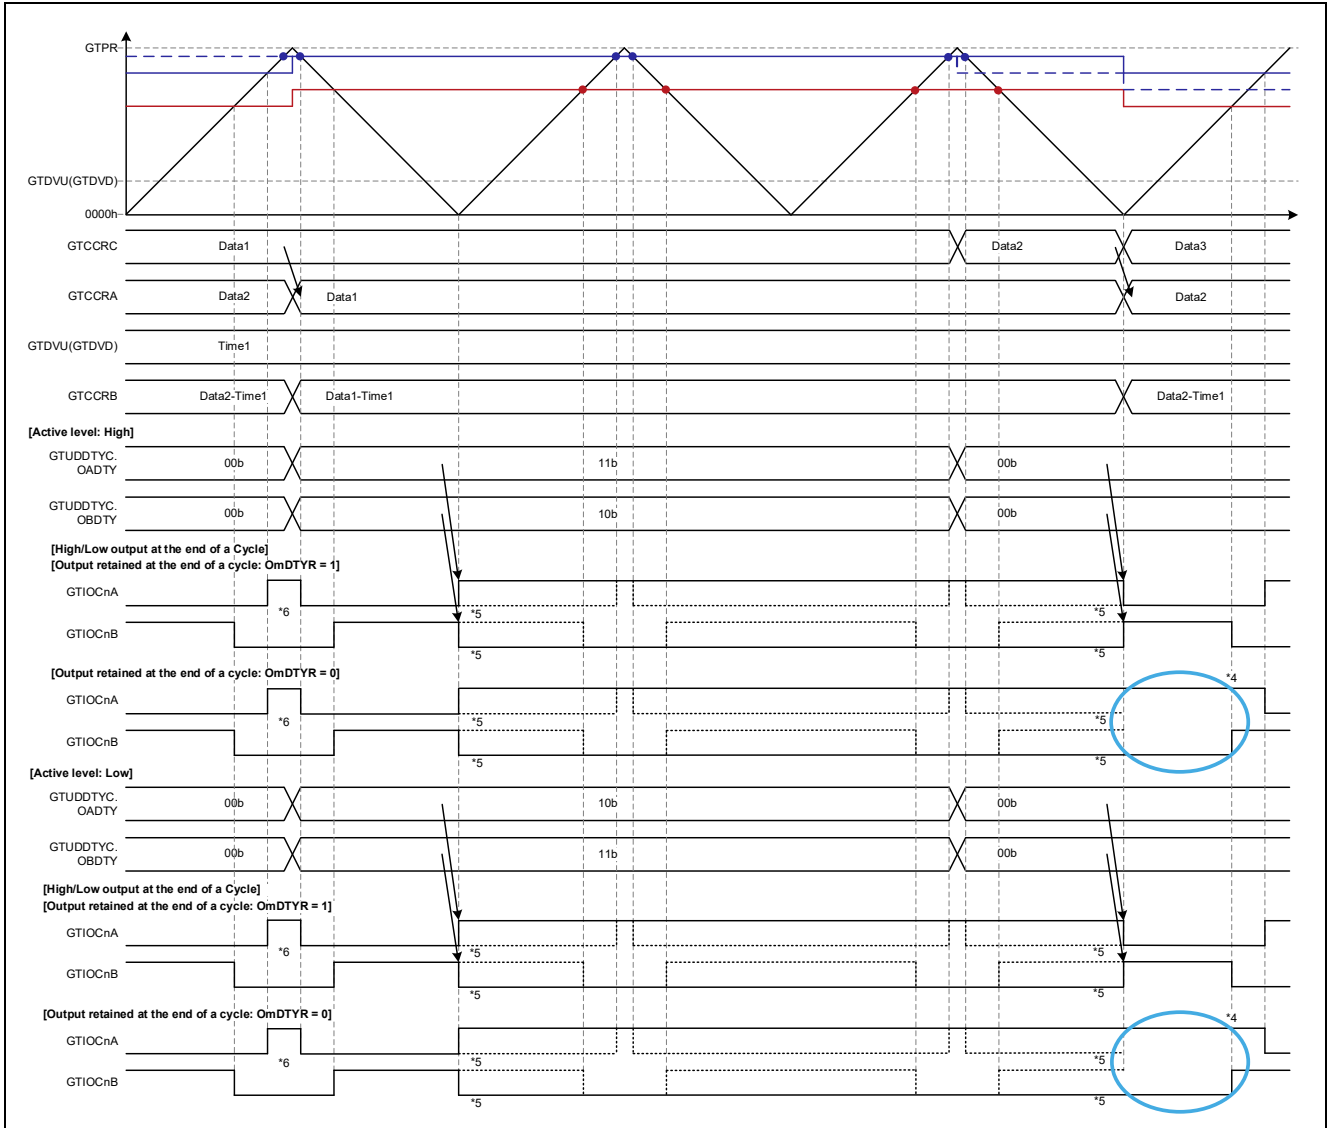 GTPR
GTDVU(GTDVD)
0000h
GTCCRC Data1 Data2 Data3
GTCCRA Data2 Data1 Data2
GTDVU(GTDVD) Time1
GTCCRB Data2-Time1 Data1-Time1 Data2-Time1
[Active level: High]
GTUDDTYC.
OADTY 00b 11b 00b
GTUDDTYC.
OBDTY 00b 10b 00b
[High/Low output at the end of a Cycle]
[Output retained at the end of a cycle: OmDTYR = 1]
GTIOCnA *6 *5 *5
GTIOCnB *5 *5
[Output retained at the end of a cycle: OmDTYR = 0] *4
GTIOCnA *6 *5 *5
GTIOCnB *5 *5
[Active level: Low]
GTUDDTYC.
OADTY 00b 10b 00b
GTUDDTYC.
OBDTY 00b 11b 00b
[High/Low output at the end of a Cycle]
[Output retained at the end of a cycle: OmDTYR = 1]
GTIOCnA *6 *5 *5
GTIOCnB *5 *5
[Output retained at the end of a cycle: OmDTYR = 0] *4
GTIOCnA *6 *5 *5
GTIOCnB *5 *5